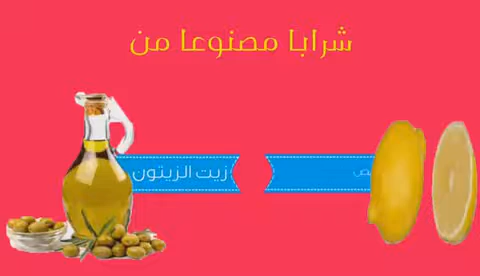 شرابا مصنوعا من
زيت الزيتون